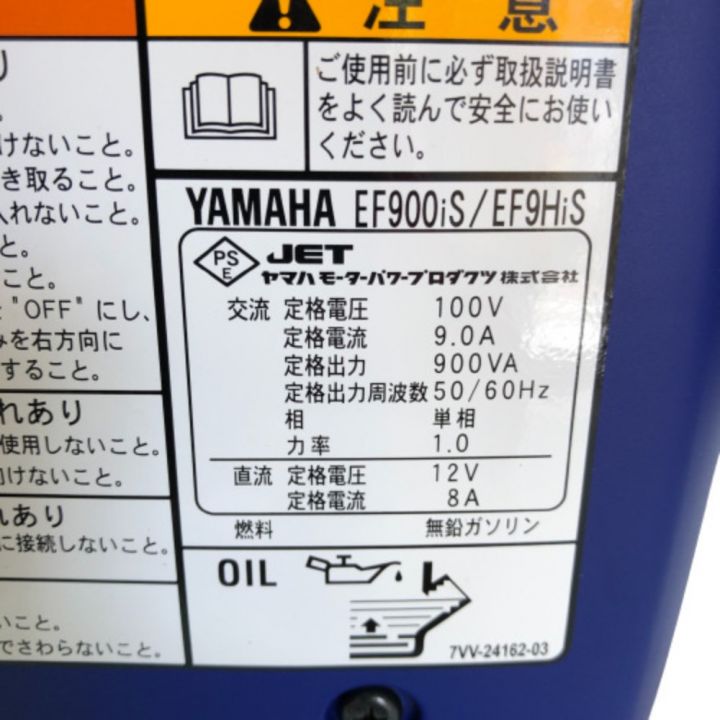 注 意
ご使用前に必ず取扱説明書
をよく読んで安全にお使い
ください。
けないこと。
き取ること。
入れないこと。
と。
こと。
"OFF" にし、
みを右方向に
すること。
れあり
使用しないこと。
けないこと。
れあり
に接続しないこと。
いこと。
でさわらないこと。
YAMAHA EF900iS/EF9HiS
PS
E
JET
ヤマハモーターパワープロダクツ株式会社
交流 定格電圧 100V
定格電流 9.0A
定格出力 900VA
定格出力周波数 50/60Hz
相 単相
力率 1.0
直流 定格電圧 12V
定格電流 8A
燃料 無鉛ガソリン
OIL
7VV-24162-03